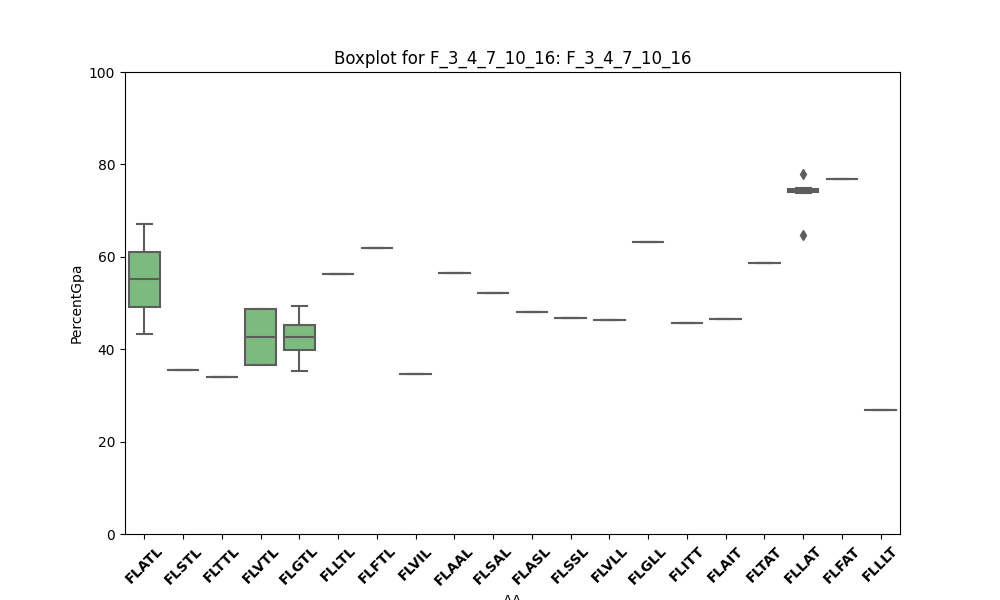 Boxplot for F_3_4_7_10_16: F_3_4_7_10_16
100
80
60
40
20
0
PercentGpa
FLATL
FLSTL
FLTTL
FLVTL
FLGTL
FLLTL
FLFTL
FLVIL
FLAAL
FLSAL
FLASL
FLSSL
FLVLL
FLGLL
FLITT
FLAIT
FLTAT
FLLAT
FLFAT
FLLLT
AA